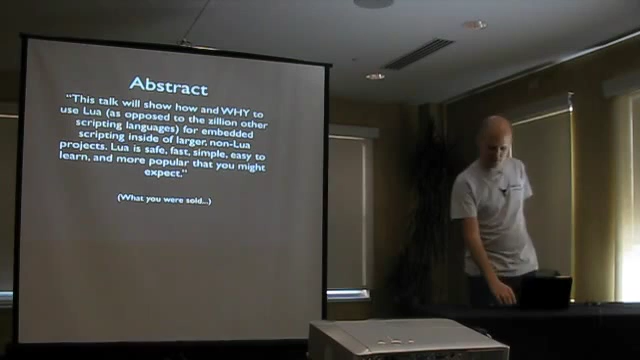 Abstract
"This talk will show how and WHY to
use Lua (as opposed to the zillion other
scripting languages) for embedded
scripting inside of larger, non-Lua
projects. Lua is safe, fast, simple, easy to
learn, and more popular that you might
expect."
(What you were sold...)